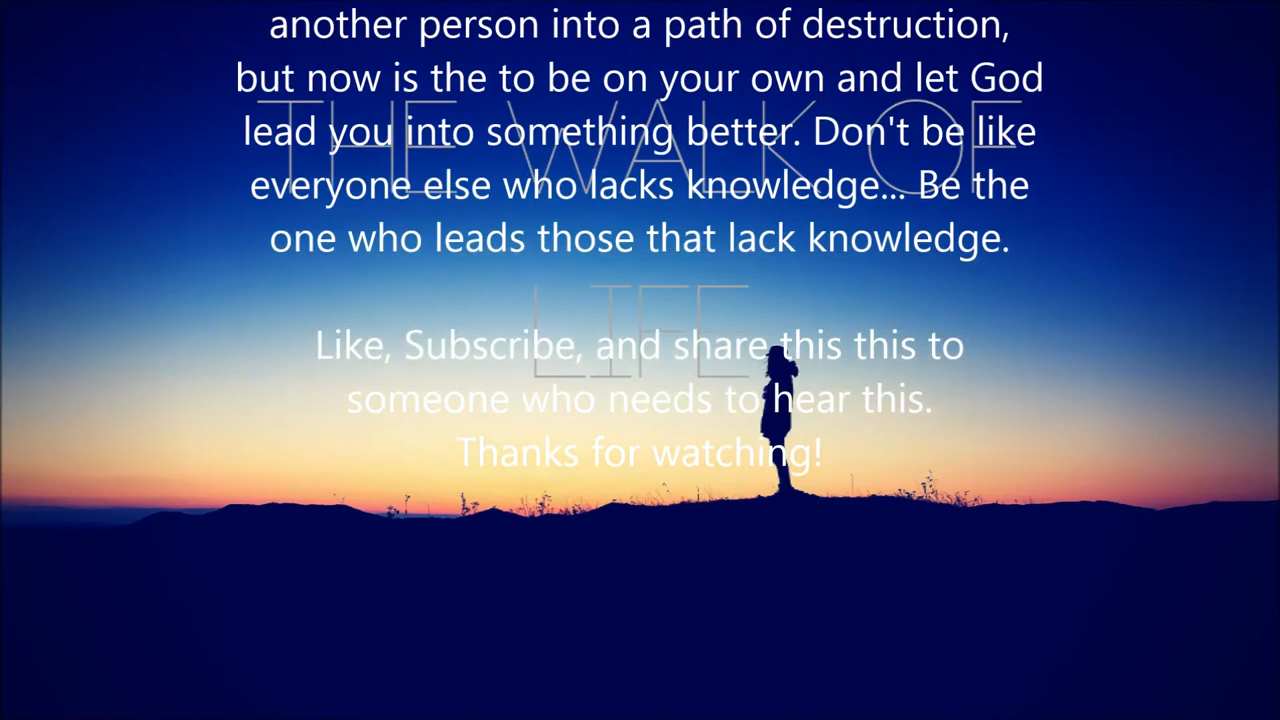 another person into a path of destruction,
but now is the to be on your own and let God
THE WALK OF
lead you into something better. Don't be like
everyone else who lacks knowledge... Be the
one who leads those that lack knowledge.
LIFE
Like, Subscribe, and share this this to
someone who needs to hear this.
Thanks for watching!